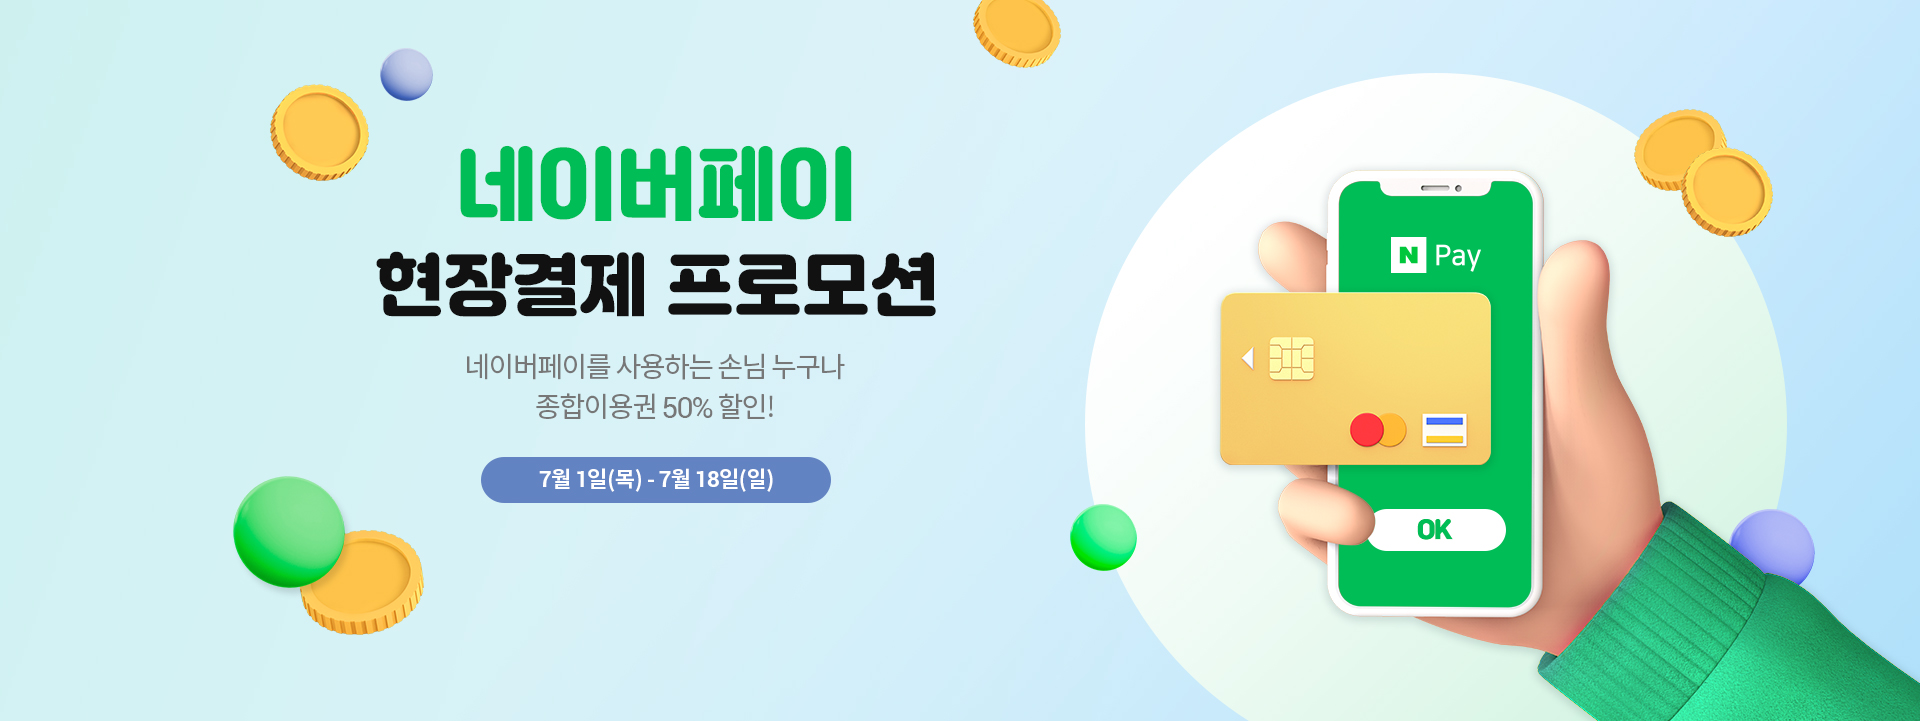 네이버페이
현장결제 프로모션
네이버페이를 사용하는 손님 누구나
종합이용권 50% 할인!
7월 1일(목) - 7월 18일(일)
N Pay
OK